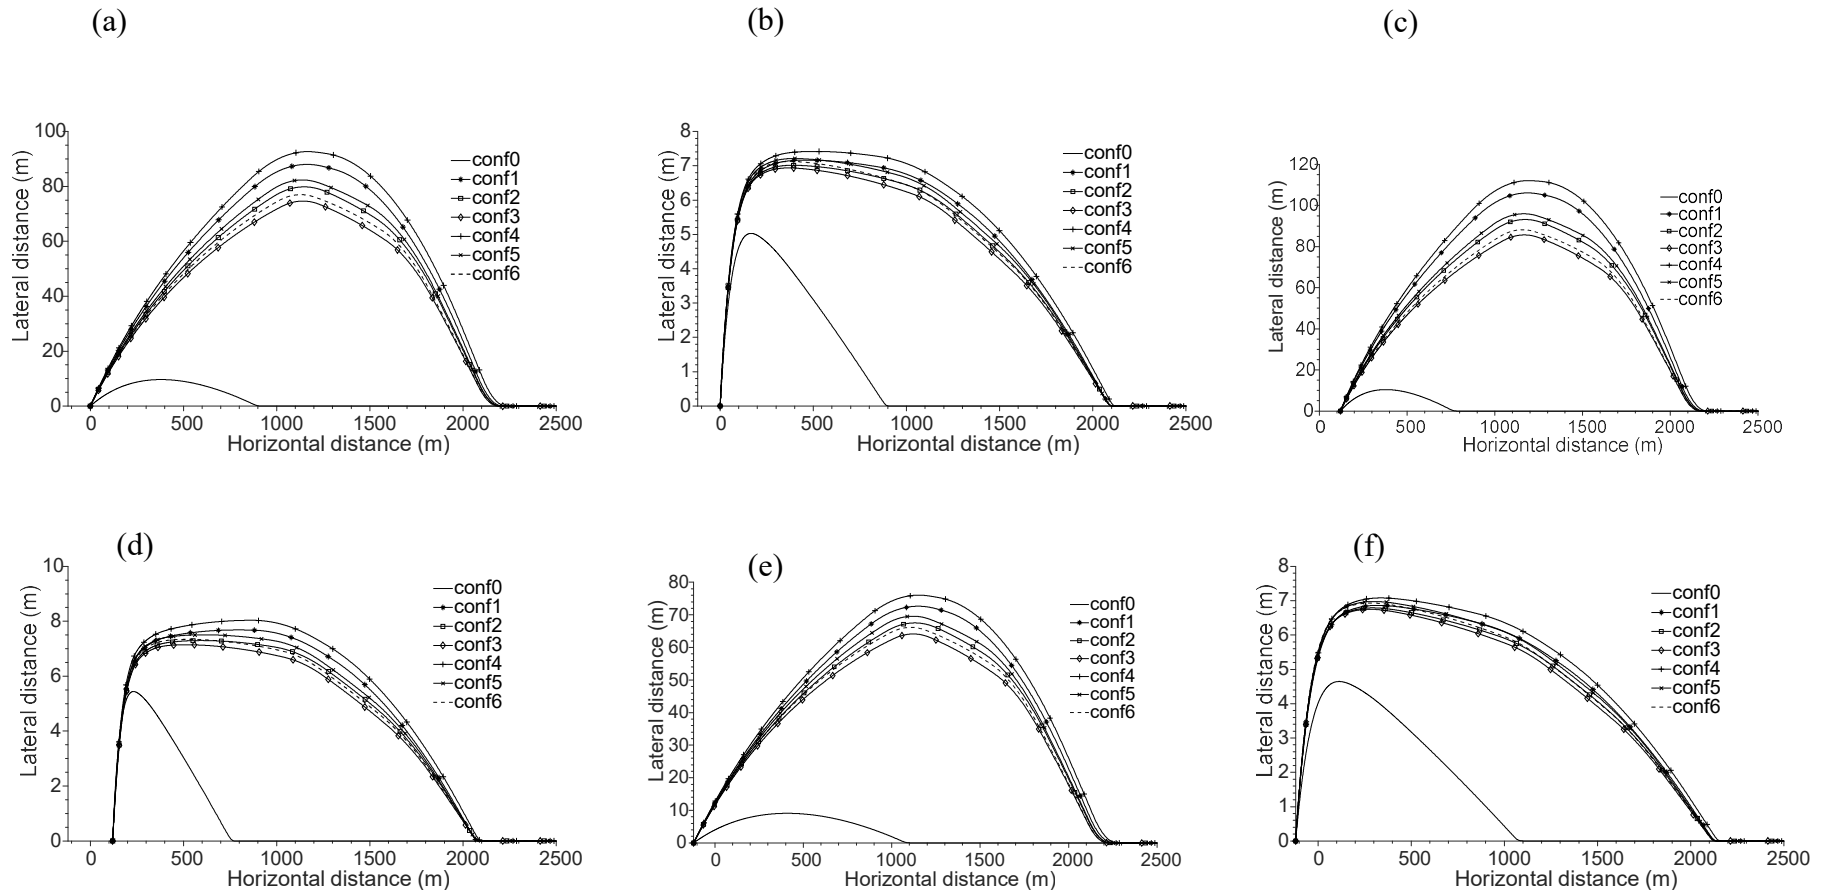 (a)
(b)
(c)
100
80
60
40
20
0
Lateral distance (m)
conf0
conf1
conf2
conf3
conf4
conf5
conf6
0 500 1000 1500 2000 2500
Horizontal distance (m)
8
7
6
5
4
3
2
1
0
Lateral distance (m)
conf0
conf1
conf2
conf3
conf4
conf5
conf6
0 500 1000 1500 2000 2500
Horizontal distance (m)
120
100
80
60
40
20
0
Lateral distance (m)
conf0
conf1
conf2
conf3
conf4
conf5
conf6
0 500 1000 1500 2000 2500
Horizontal distance (m)
(d)
(e)
(f)
10
8
6
4
2
0
Lateral distance (m)
conf0
conf1
conf2
conf3
conf4
conf5
conf6
0 500 1000 1500 2000 2500
Horizontal distance (m)
80
70
60
50
40
30
20
10
0
Lateral distance (m)
conf0
conf1
conf2
conf3
conf4
conf5
conf6
0 500 1000 1500 2000 2500
Horizontal distance (m)
8
7
6
5
4
3
2
1
0
Lateral distance (m)
conf0
conf1
conf2
conf3
conf4
conf5
conf6
0 500 1000 1500 2000 2500
Horizontal distance (m)